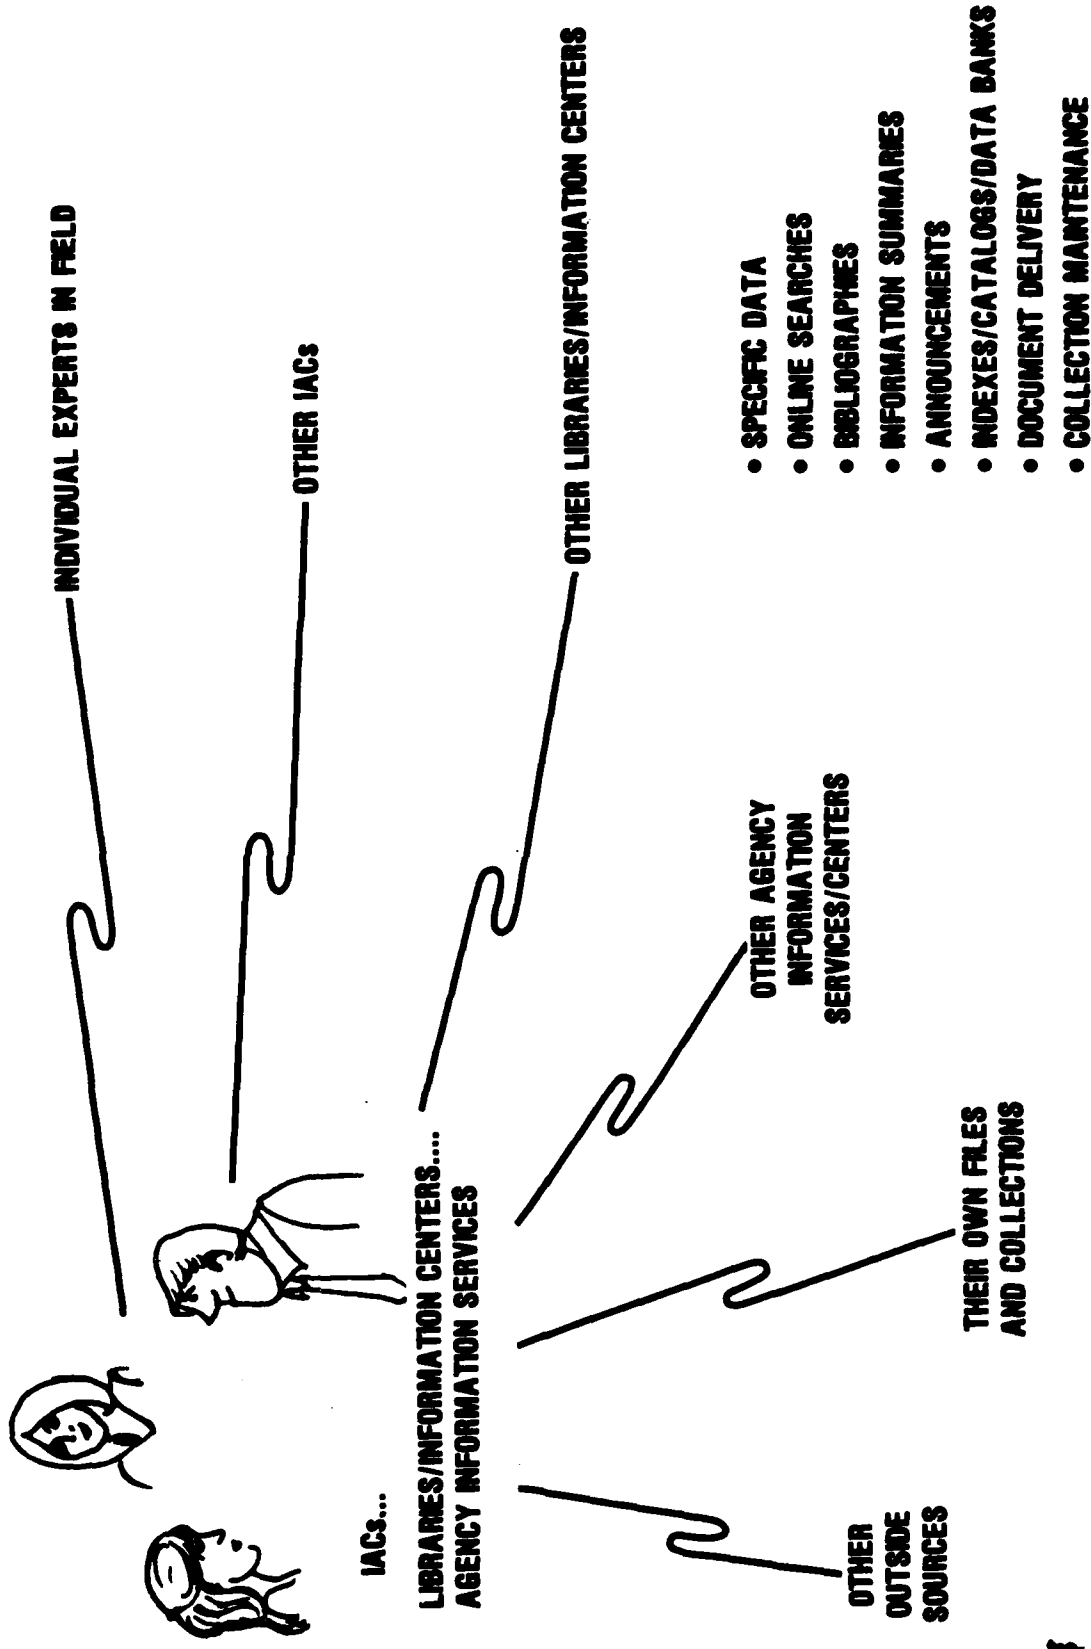 INDIVIDUAL EXPERTS IN FIELD
OTHER IACs
IACs...
LIBRARIES/INFORMATION CENTERS....
AGENCY INFORMATION SERVICES
OTHER LIBRARIES/INFORMATION CENTERS
OTHER AGENCY
INFORMATION
SERVICES/CENTERS
THEIR OWN FILES
AND COLLECTIONS
OTHER
OUTSIDE
SOURCES
• SPECIFIC DATA
• ONLINE SEARCHES
• BIBLIOGRAPHIES
• INFORMATION SUMMARIES
• ANNOUNCEMENTS
• INDEXES/CATALOGS/DATA BANKS
• DOCUMENT DELIVERY
• COLLECTION MAINTENANCE